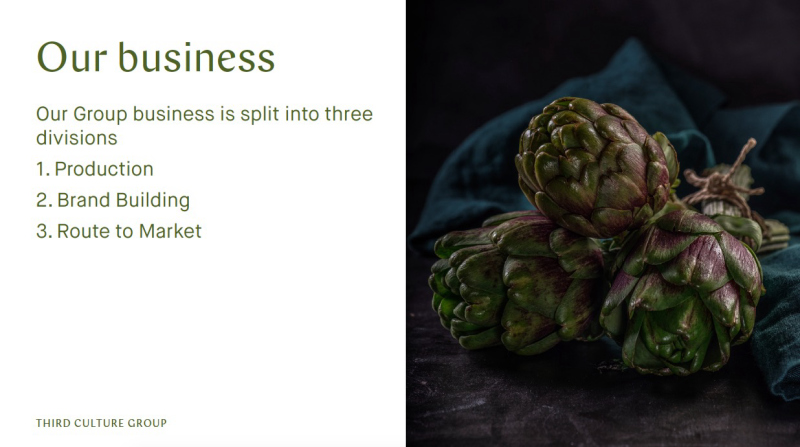 Our business
Our Group business is split into three
divisions
1. Production
2. Brand Building
3. Route to Market
THIRD CULTURE GROUP